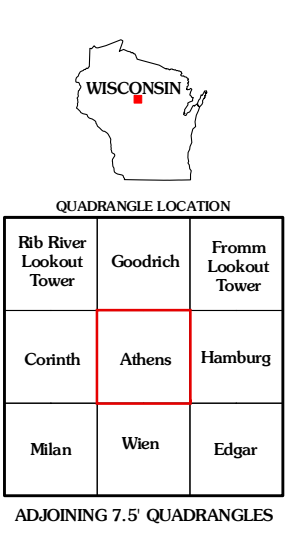 WISCONSIN
QUADRANGLE LOCATION
Rib River
Lookout
Tower
Goodrich
Fromm
Lookout
Tower
Corinth
Athens
Hamburg
Milan
Wien
Edgar
ADJOINING 7.5' QUADRANGLES